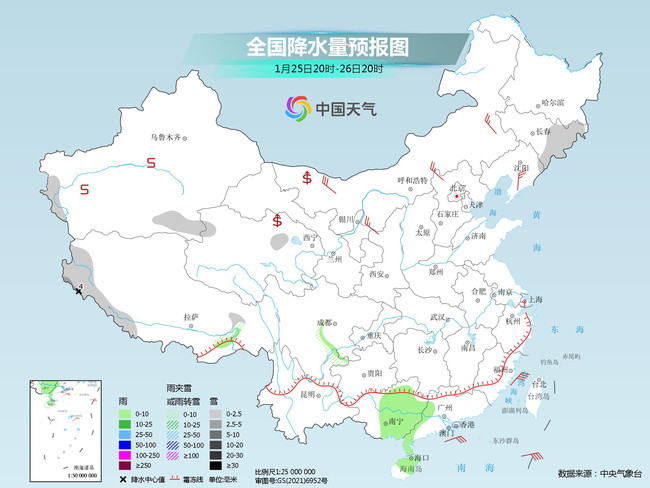 全国降水量预报图
1月25日20时-26日20时
中国天气
哈尔滨
长春
乌鲁木齐
沈阳
S
S
呼和浩特
北京
渤
海
天津
黄
海
银川
石家庄
太原
济南
西宁
兰州
西安
郑州
4
合肥
南京
上海
拉萨
成都
重庆
武汉
杭州
东 海
长沙
南昌
钓鱼岛
赤尾屿
贵阳
福州
台
湾
海
峡
台北
台湾岛
昆明
广州
澎湖列岛
南宁
香港
澳门
东沙群岛
海口
海南岛
南 海
南海诸岛
1:50 000 000
雨
雨夹雪
或雨转雪
雪
0-10 0-10 0-2.5
10-25 10-25 2.5-5
25-50 25-50 5-10
50-100 50-100 10-20
100-250 ≥100 20-30
≥250 ≥30
降水中心值 霜冻线 单位:毫米
比例尺1:25 000 000
审图号:GS(2021)6952号
数据来源：中央气象台